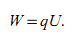 W = qU.